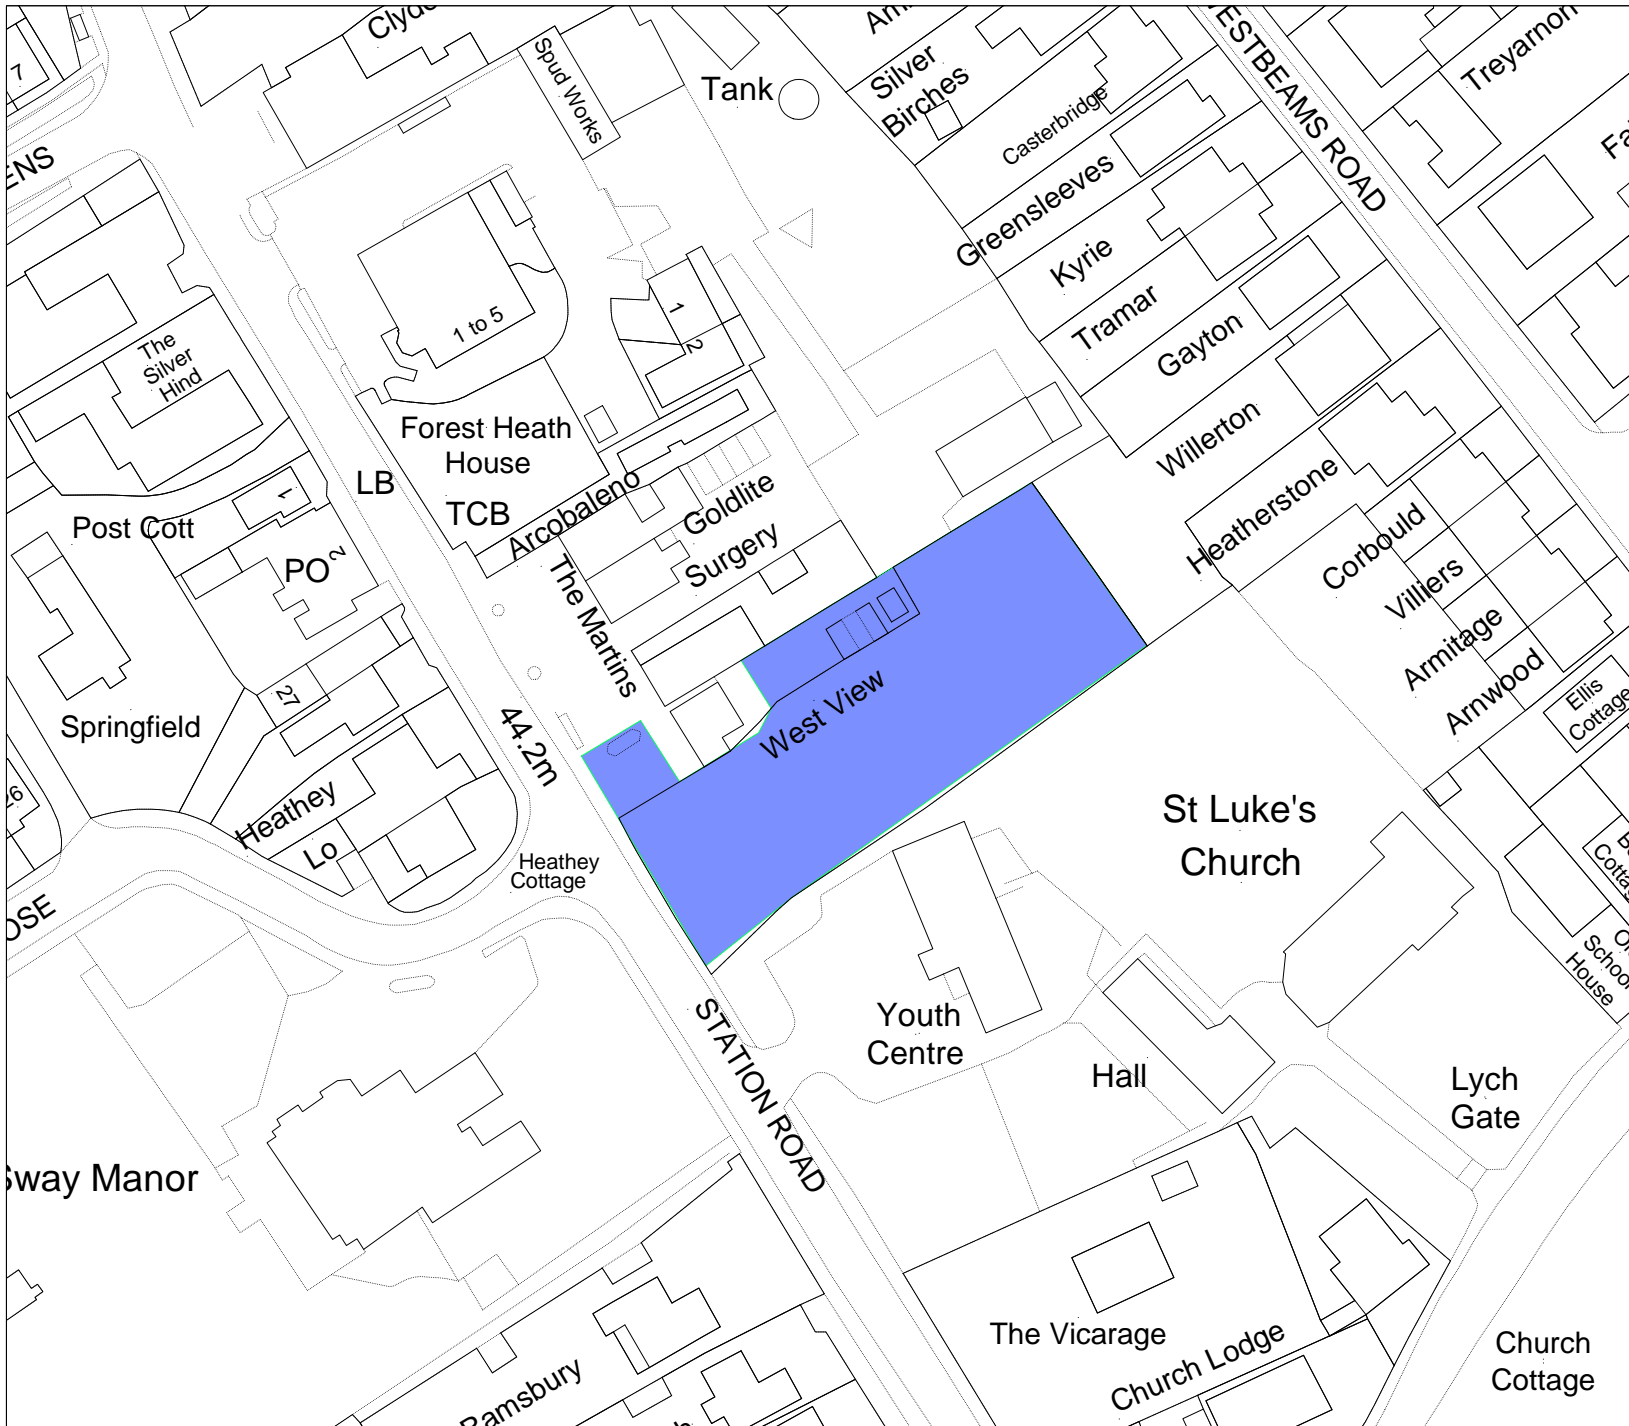 7
Tank
Silver
Birches
Casterbridge
WESTBEAMS ROAD
Treyarnon
Spud Works
Greensleeves
Kyrie
Tramar
Gayton
1 to 5
1
2
The
Silver
Hind
Forest Heath
House
Willerton
LB
TCB
Arcobaleno
Goldlite
Surgery
Heatherstone
Corbould
Villiers
Armitage
Arnwood
1
Post Cott
PO
2
The Martins
Ellis
Cottage
27
Springfield
44.2m
West View
26
Heathey
Lo
Heathey
Cottage
St Luke's
Church
School
House
STATION ROAD
Youth
Centre
Hall
Lych
Gate
Sway Manor
The Vicarage
Church Lodge
Church
Cottage
Ramsbury